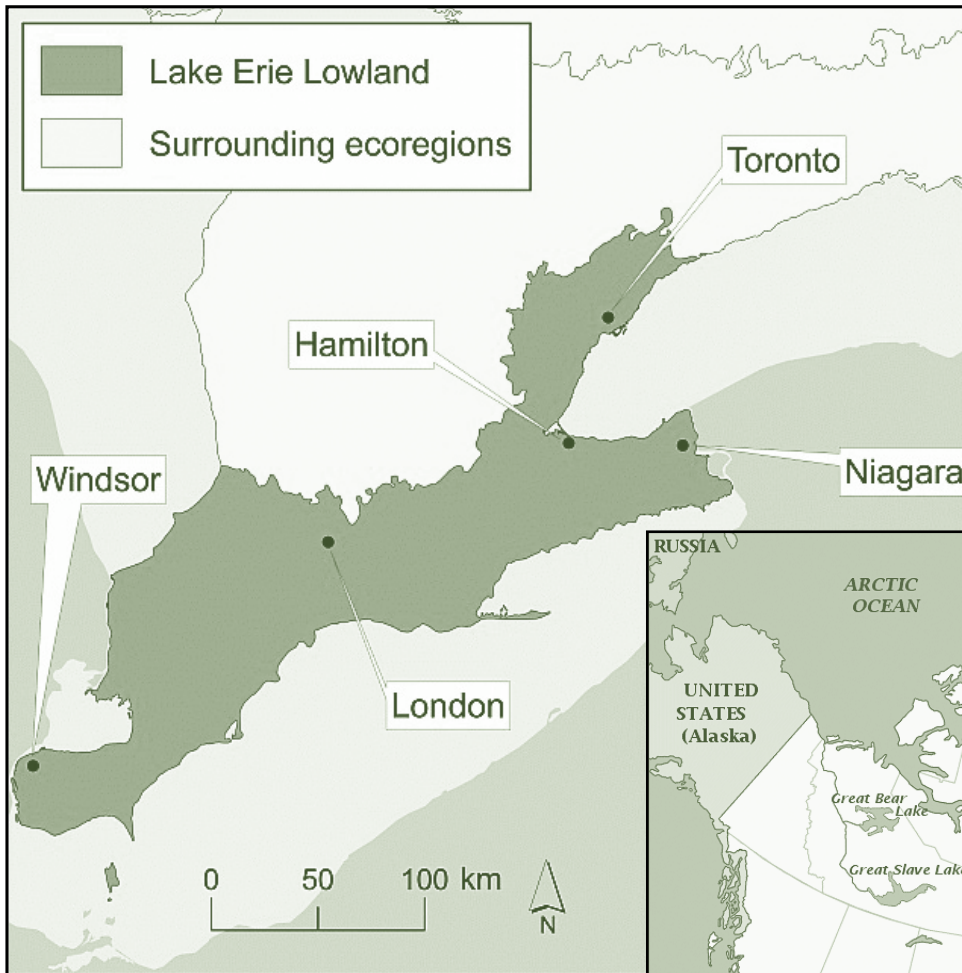 Lake Erie Lowland
Surrounding ecoregions
Toronto
Hamilton
Windsor
Niagara
London
0 50 100 km
N
RUSSIA
ARCTIC
OCEAN
UNITED
STATES
(Alaska)
Great Bear
Lake
Great Slave Lake